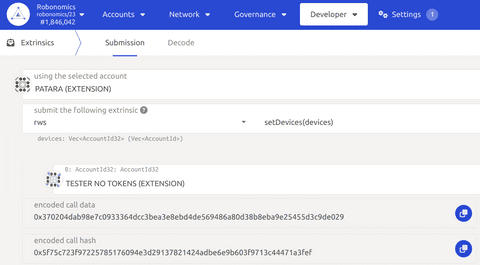 Robonomics
robonomics/23
#1,846,042
Accounts
Network
Governance
Developer
Settings
1
Extrinsics
Submission
Decode
using the selected account
PATARA (EXTENSION)
submit the following extrinsic
rws
setDevices(devices)
devices: Vec<AccountId32> (Vec<AccountId>)
0: AccountId32: AccountId32
TESTER NO TOKENS (EXTENSION)
encoded call data
0x370204dab98e7c0933364dcc3bea3e8ebd4de569486a80d38b8eba9e25455d3c9de029
encoded call hash
0x5f75c723f97225785176094e3d29137821424adbe6e9b603f9713c44471a3fef